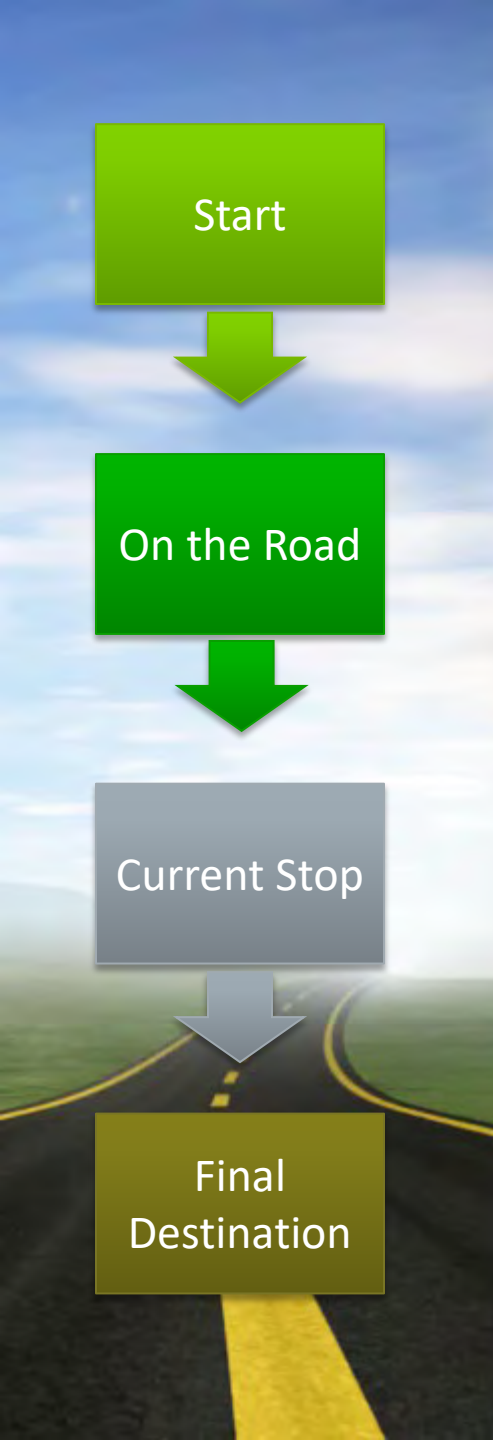 Start
On the Road
Current Stop
Final
Destination